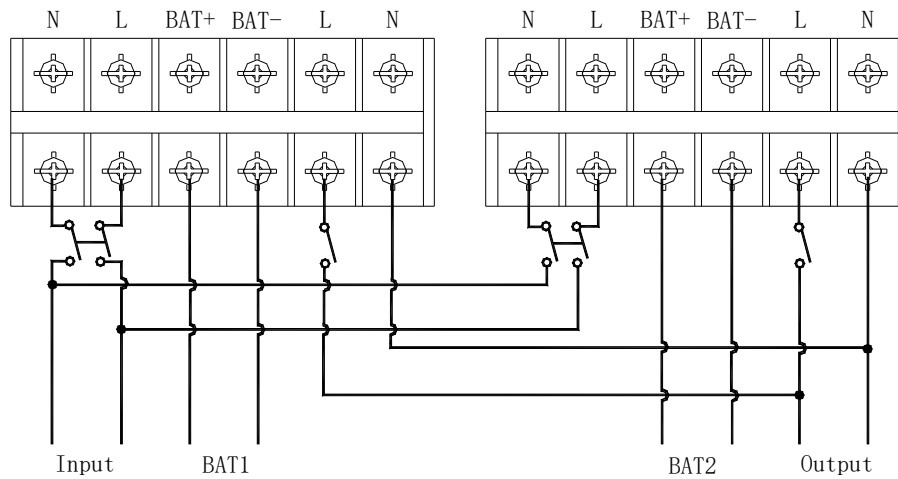 N L BAT+ BAT- L N N L BAT+ BAT- L N
Input BAT1 BAT2 Output